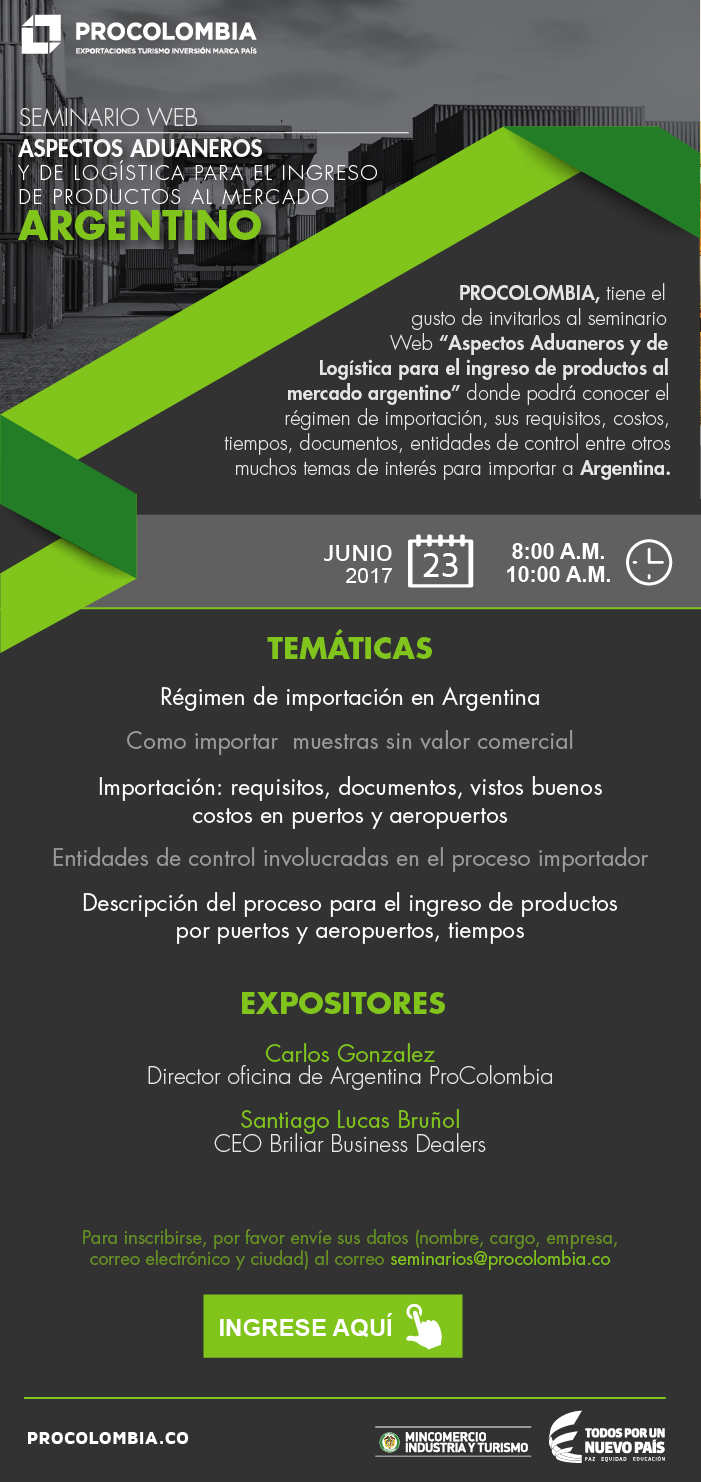 PROCOLOMBIA
EXPORTACIONES TURISMO INVERSIÓN MARCA PAÍS
SEMINARIO WEB
ASPECTOS ADUANEROS
Y DE LOGÍSTICA PARA EL INGRESO
DE PRODUCTOS AL MERCADO
ARGENTINO
PROCOLOMBIA, tiene el
gusto de invitarlos al seminario
Web “Aspectos Aduaneros y de
Logística para el ingreso de productos al
mercado argentino” donde podrá conocer el
régimen de importación, sus requisitos, costos,
tiempos, documentos, entidades de control entre otros
muchos temas de interés para importar a Argentina.
JUNIO
2017
23
8:00 A.M.
10:00 A.M.
TEMÁTICAS
Régimen de importación en Argentina
Como importar  muestras sin valor comercial
Importación: requisitos, documentos, vistos buenos
costos en puertos y aeropuertos
Entidades de control involucradas en el proceso importador
Descripción del proceso para el ingreso de productos
por puertos y aeropuertos, tiempos
EXPOSITORES
Carlos Gonzalez
Director oficina de Argentina ProColombia
Santiago Lucas Bruñol
CEO Briliar Business Dealers
Para inscribirse, por favor envíe sus datos (nombre, cargo, empresa,
correo electrónico y ciudad) al correo seminarios@procolombia.co
INGRESE AQUÍ
PROCOLOMBIA.CO
MINCOMERCIO
INDUSTRIA Y TURISMO
TODOS POR UN
NUEVO PAÍS
PAZ EQUIDAD EDUCACIÓN